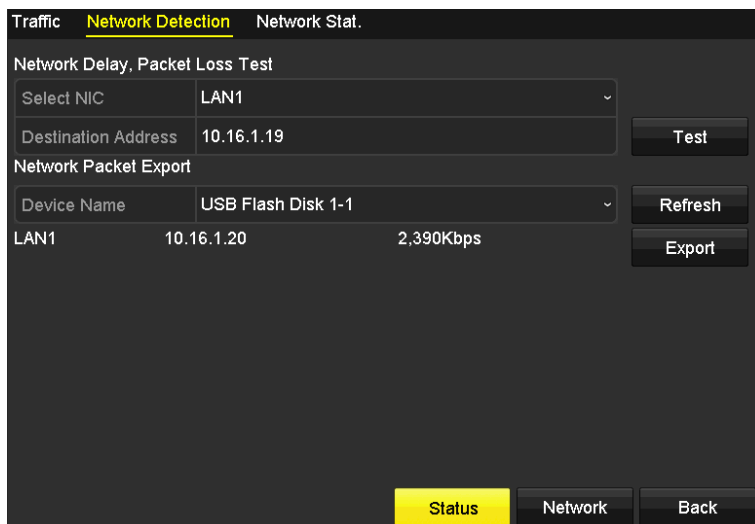 Traffic Network Detection Network Stat.
Network Delay, Packet Loss Test
Select NIC LAN1
Destination Address 10.16.1.19 Test
Network Packet Export
Device Name USB Flash Disk 1-1 Refresh
LAN1 10.16.1.20 2,390Kbps Export
Status Network Back